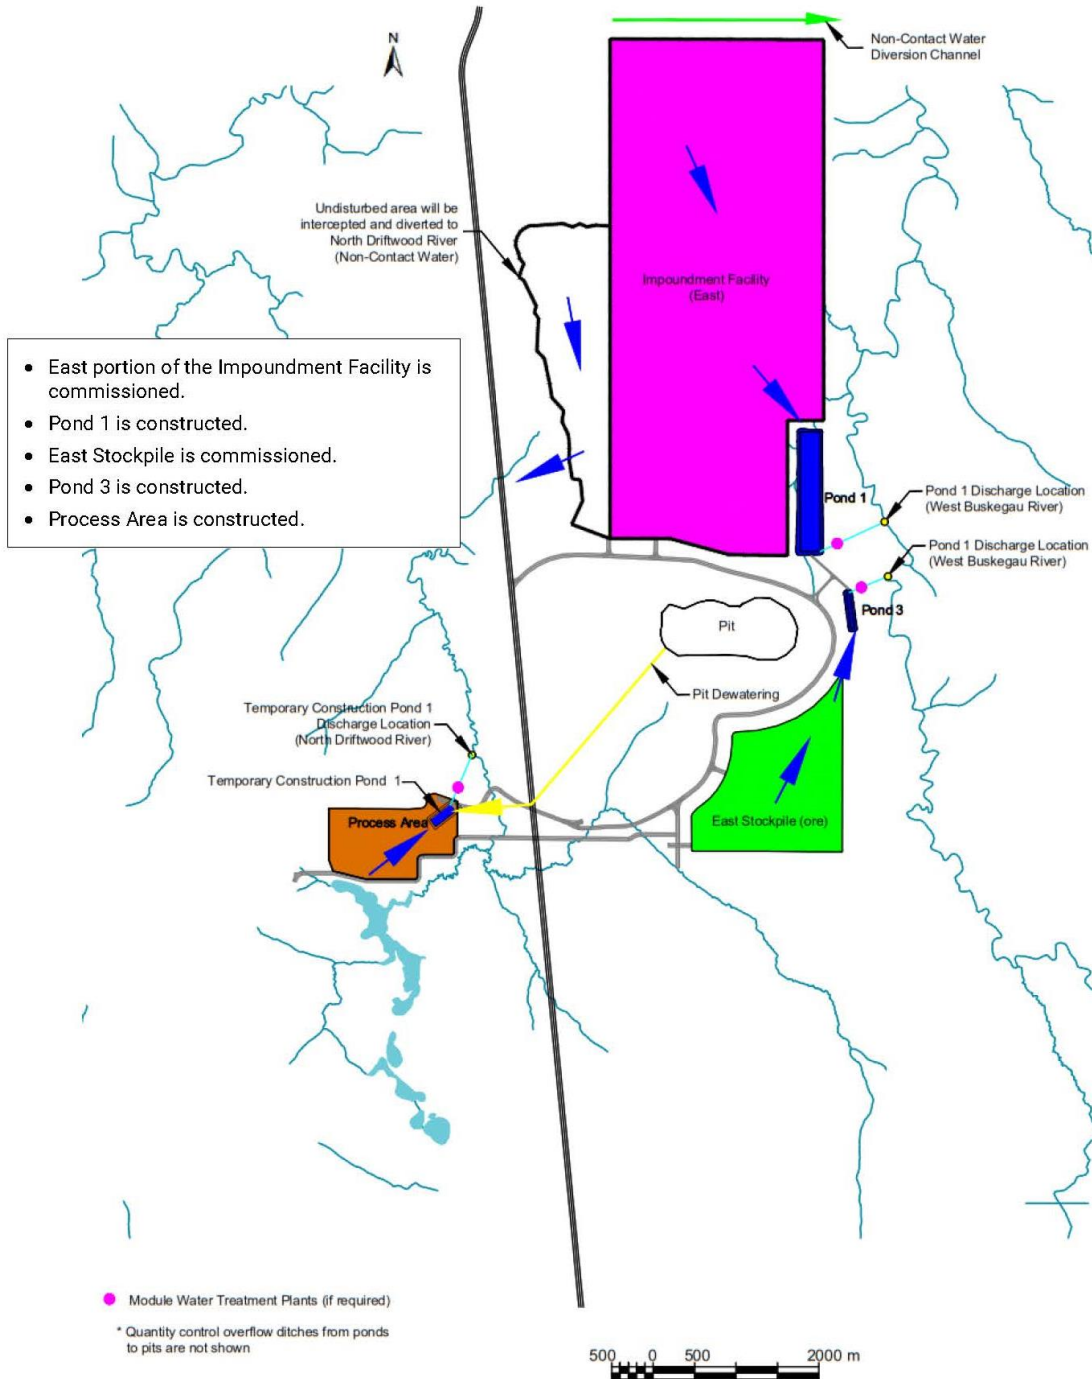 N
Non-Contact Water
Diversion Channel
Undisturbed area will be
intercepted and diverted to
North Driftwood River
(Non-Contact Water)
Impoundment Facility
(East)
• East portion of the Impoundment Facility is
commissioned.
• Pond 1 is constructed.
• East Stockpile is commissioned.
• Pond 3 is constructed.
• Process Area is constructed.
Pond 1
Pond 1 Discharge Location
(West Buskegau River)
Pond 1 Discharge Location
(West Buskegau River)
Pond 3
Pit
Pit Dewatering
Temporary Construction Pond 1
Discharge Location
(North Driftwood River)
Temporary Construction Pond 1
Process Area
East Stockpile (ore)
Module Water Treatment Plants (if required)
* Quantity control overflow ditches from ponds
to pits are not shown
500 0 500 2000 m